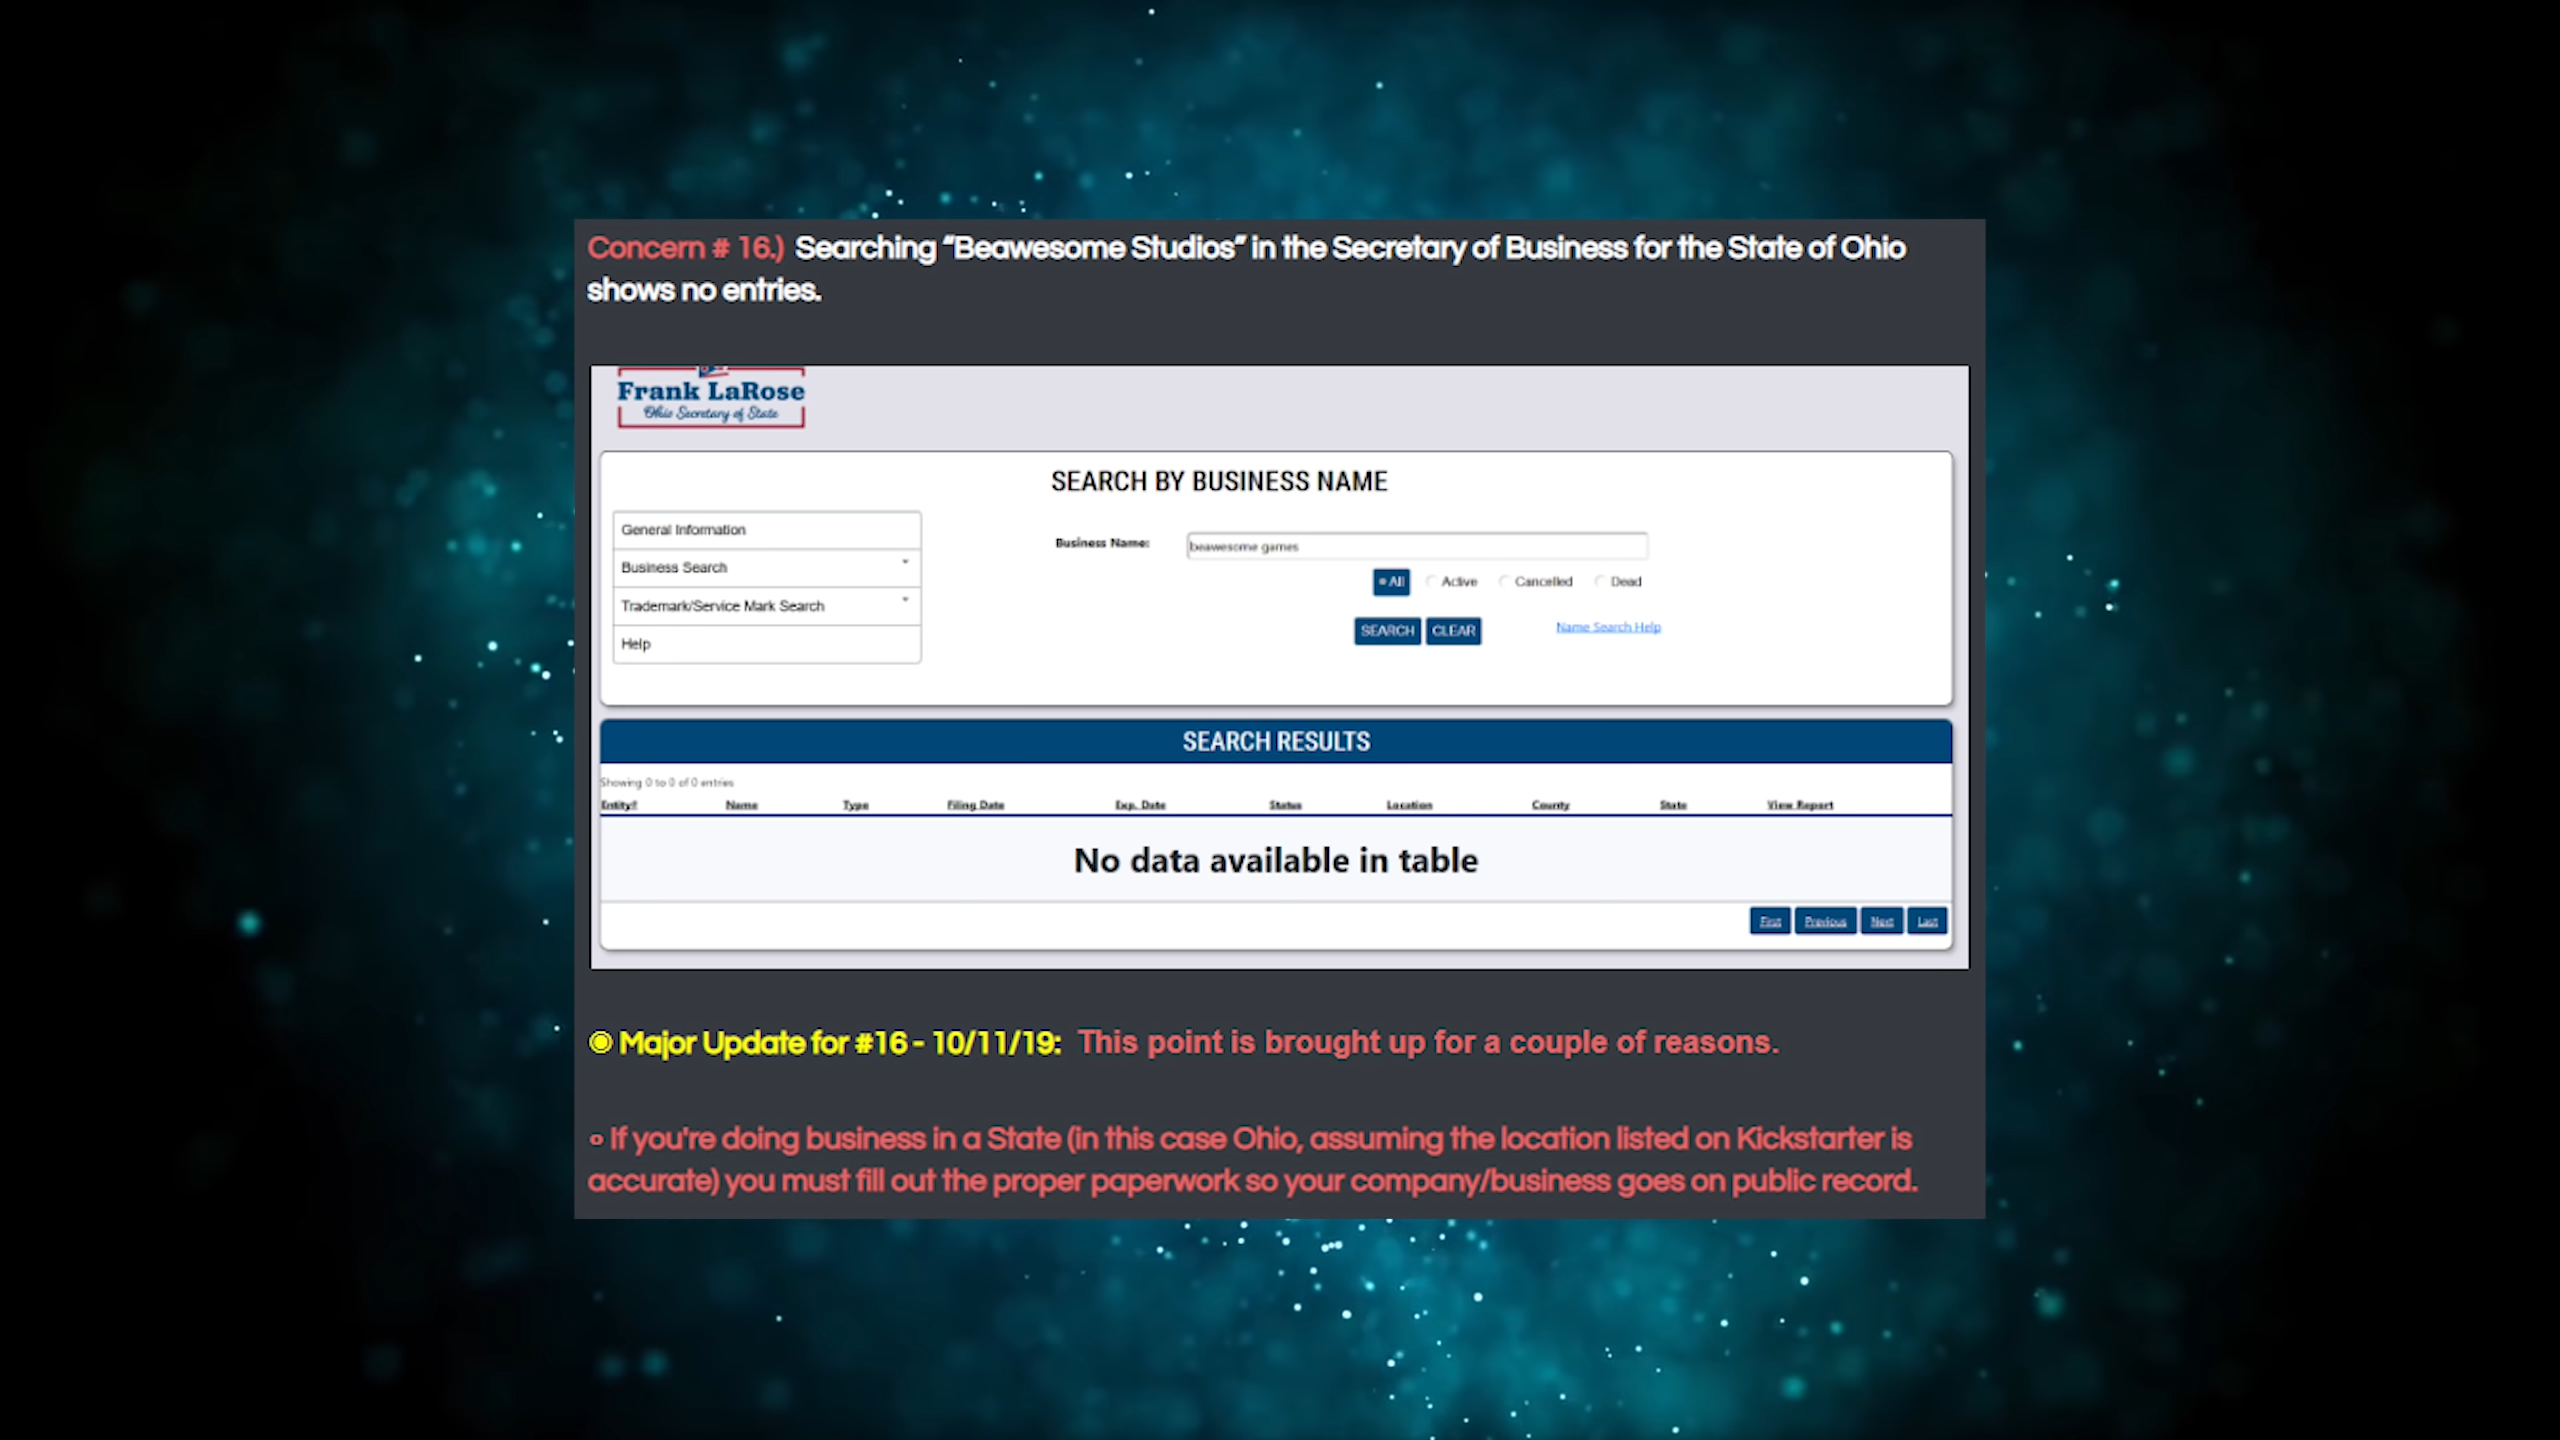 Concern # 16.) Searching “Beawesome Studios” in the Secretary of Business for the State of Ohio
shows no entries.
Frank LaRose
Ohio Secretary of State
SEARCH BY BUSINESS NAME
General Information
Business Search
Trademark/Service Mark Search
Help
Business Name: beawesome games
All Active Cancelled Dead
SEARCH CLEAR Name Search Help
SEARCH RESULTS
Showing 0 to 0 of 0 entries
Entity# Name Type Filing Date Exp. Date Status Location County State View Report
No data available in table
First Previous Next Last
◉ Major Update for #16 - 10/11/19: This point is brought up for a couple of reasons.
o If you're doing business in a State (in this case Ohio, assuming the location listed on Kickstarter is
accurate) you must fill out the proper paperwork so your company/business goes on public record.